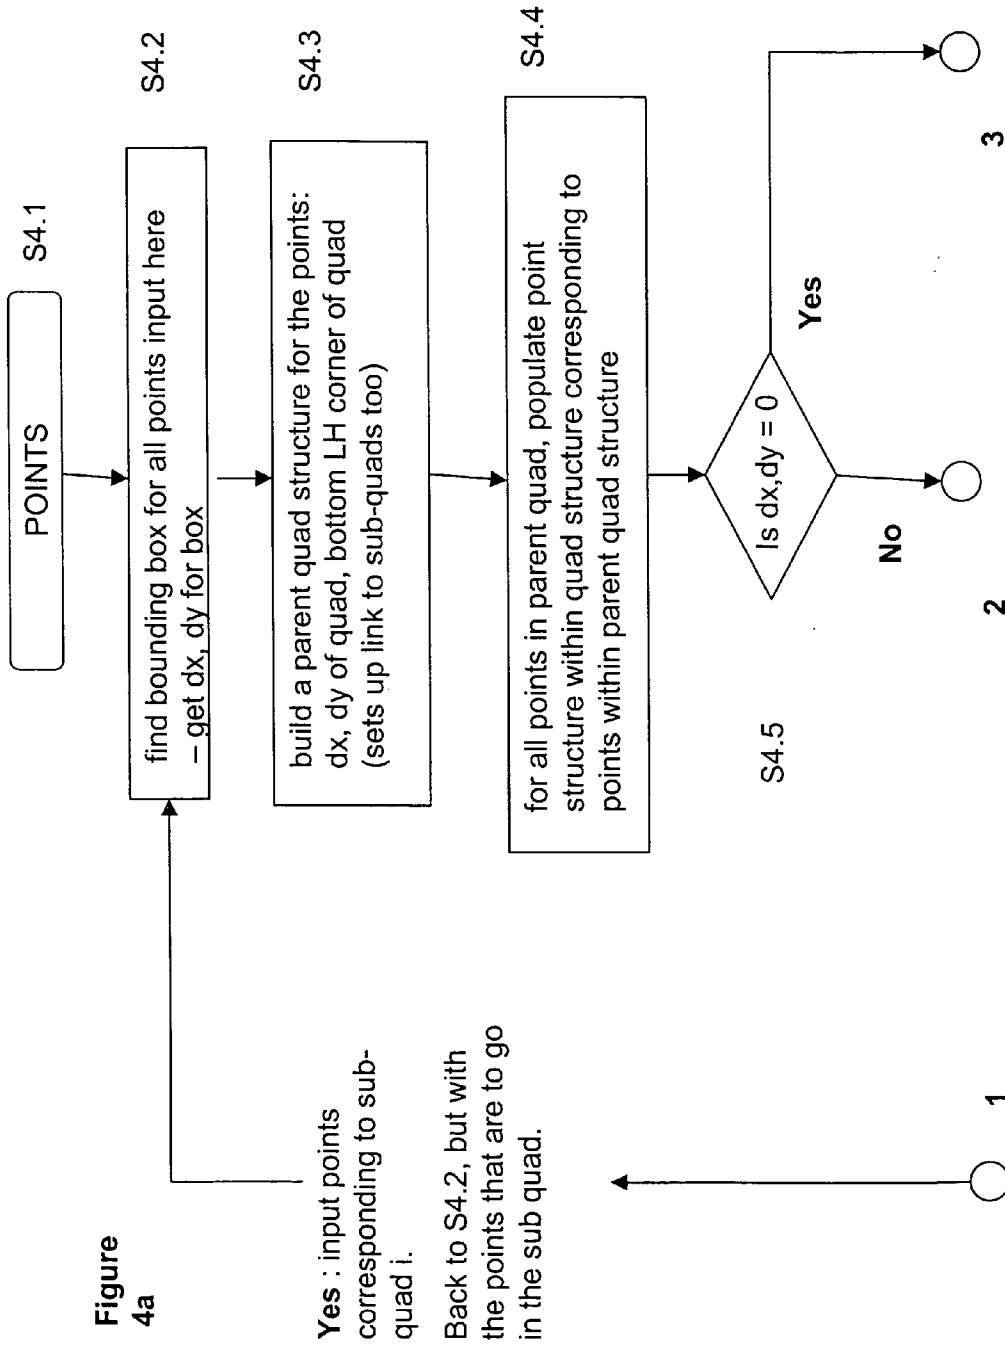 Figure
4a
POINTS
S4.1
find bounding box for all points input here
– get dx, dy for box
S4.2
build a parent quad structure for the points:
dx, dy of quad, bottom LH corner of quad
(sets up link to sub-quads too)
S4.3
for all points in parent quad, populate point
structure within quad structure corresponding to
points within parent quad structure
S4.4
Is dx,dy = 0
S4.5
Yes
No
Yes : input points
corresponding to sub-
quad i.
Back to S4.2, but with
the points that are to go
in the sub quad.
1
2
3